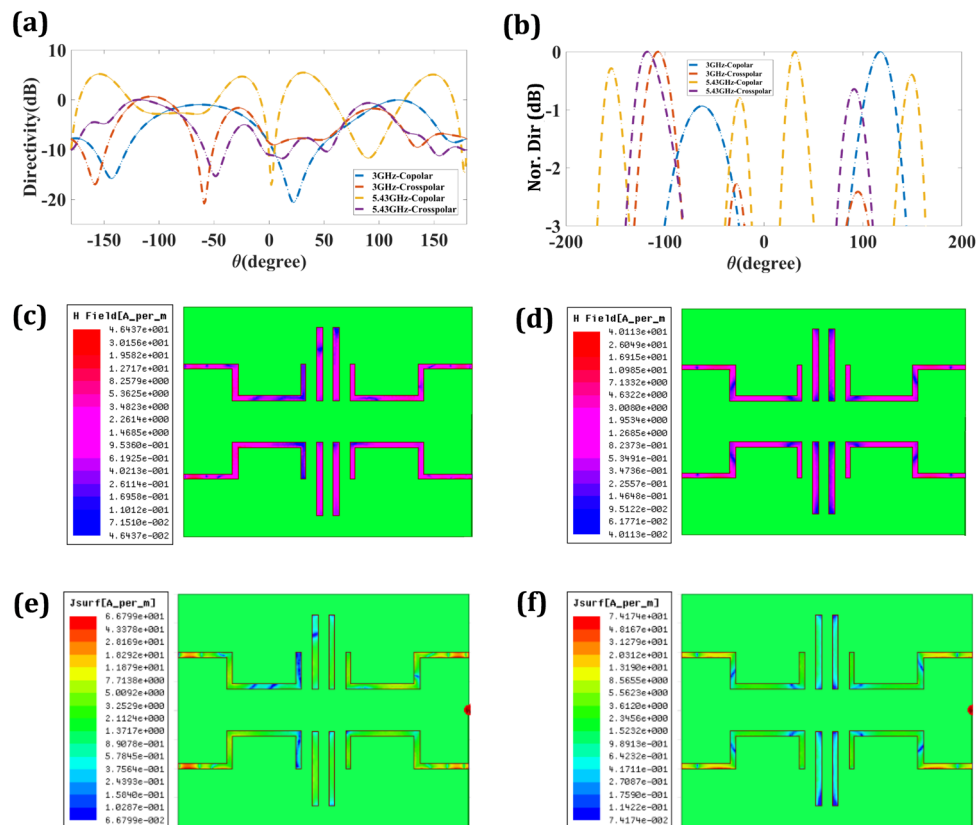 (a)
10
0
-10
-20
Directivity(dB)
3GHz-Copolar
3GHz-Crosspolar
5.43GHz-Copolar
5.43GHz-Crosspolar
-150 -100 -50 0 50 100 150
θ(degree)
(b)
0
-1
-2
-3
Nor. Dir (dB)
3GHz-Copolar
3GHz-Crosspolar
5.43GHz-Copolar
5.43GHz-Crosspolar
-200 -100 0 100 200
θ(degree)
(c)
H Field[A_per_m
4.6437e+001
3.0156e+001
1.9582e+001
1.2717e+001
8.2579e+000
5.3625e+000
3.4823e+000
2.2614e+000
1.4685e+000
9.5360e-001
6.1925e-001
4.0213e-001
2.6114e-001
1.6958e-001
1.1012e-001
7.1510e-002
4.6437e-002
(d)
H Field[A_per_m
4.0113e+001
2.6049e+001
1.6915e+001
1.0985e+001
7.1332e+000
4.6322e+000
3.0080e+000
1.9534e+000
1.2685e+000
8.2373e-001
5.3491e-001
3.4736e-001
2.2557e-001
1.4648e-001
9.5122e-002
6.1771e-002
4.0113e-002
(e)
Jsurf[A_per_m]
6.6799e+001
4.3378e+001
2.8169e+001
1.8292e+001
1.1879e+001
7.7138e+000
5.0092e+000
3.2529e+000
2.1124e+000
1.3717e+000
8.9078e-001
5.7845e-001
3.7564e-001
2.4393e-001
1.5840e-001
1.0287e-001
6.6799e-002
(f)
Jsurf[A_per_m]
7.4174e+001
4.8167e+001
3.1279e+001
2.0312e+001
1.3190e+001
8.5655e+000
5.5623e+000
3.6120e+000
2.3456e+000
1.5232e+000
9.8913e-001
6.4232e-001
4.1711e-001
2.7087e-001
1.7590e-001
1.1422e-001
7.4174e-002